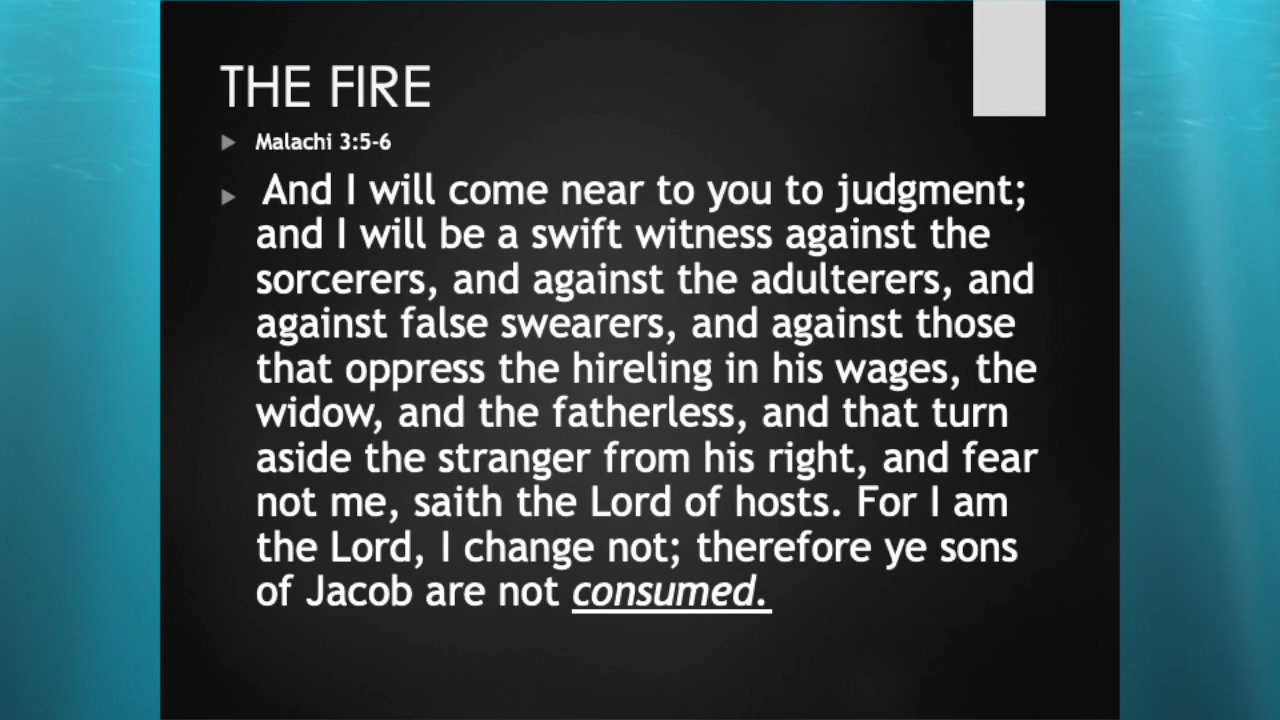 THE FIRE
Malachi 3:5-6
And I will come near to you to judgment;
and I will be a swift witness against the
sorcerers, and against the adulterers, and
against false swearers, and against those
that oppress the hireling in his wages, the
widow, and the fatherless, and that turn
aside the stranger from his right, and fear
not me, saith the Lord of hosts. For I am
the Lord, I change not; therefore ye sons
of Jacob are not consumed.